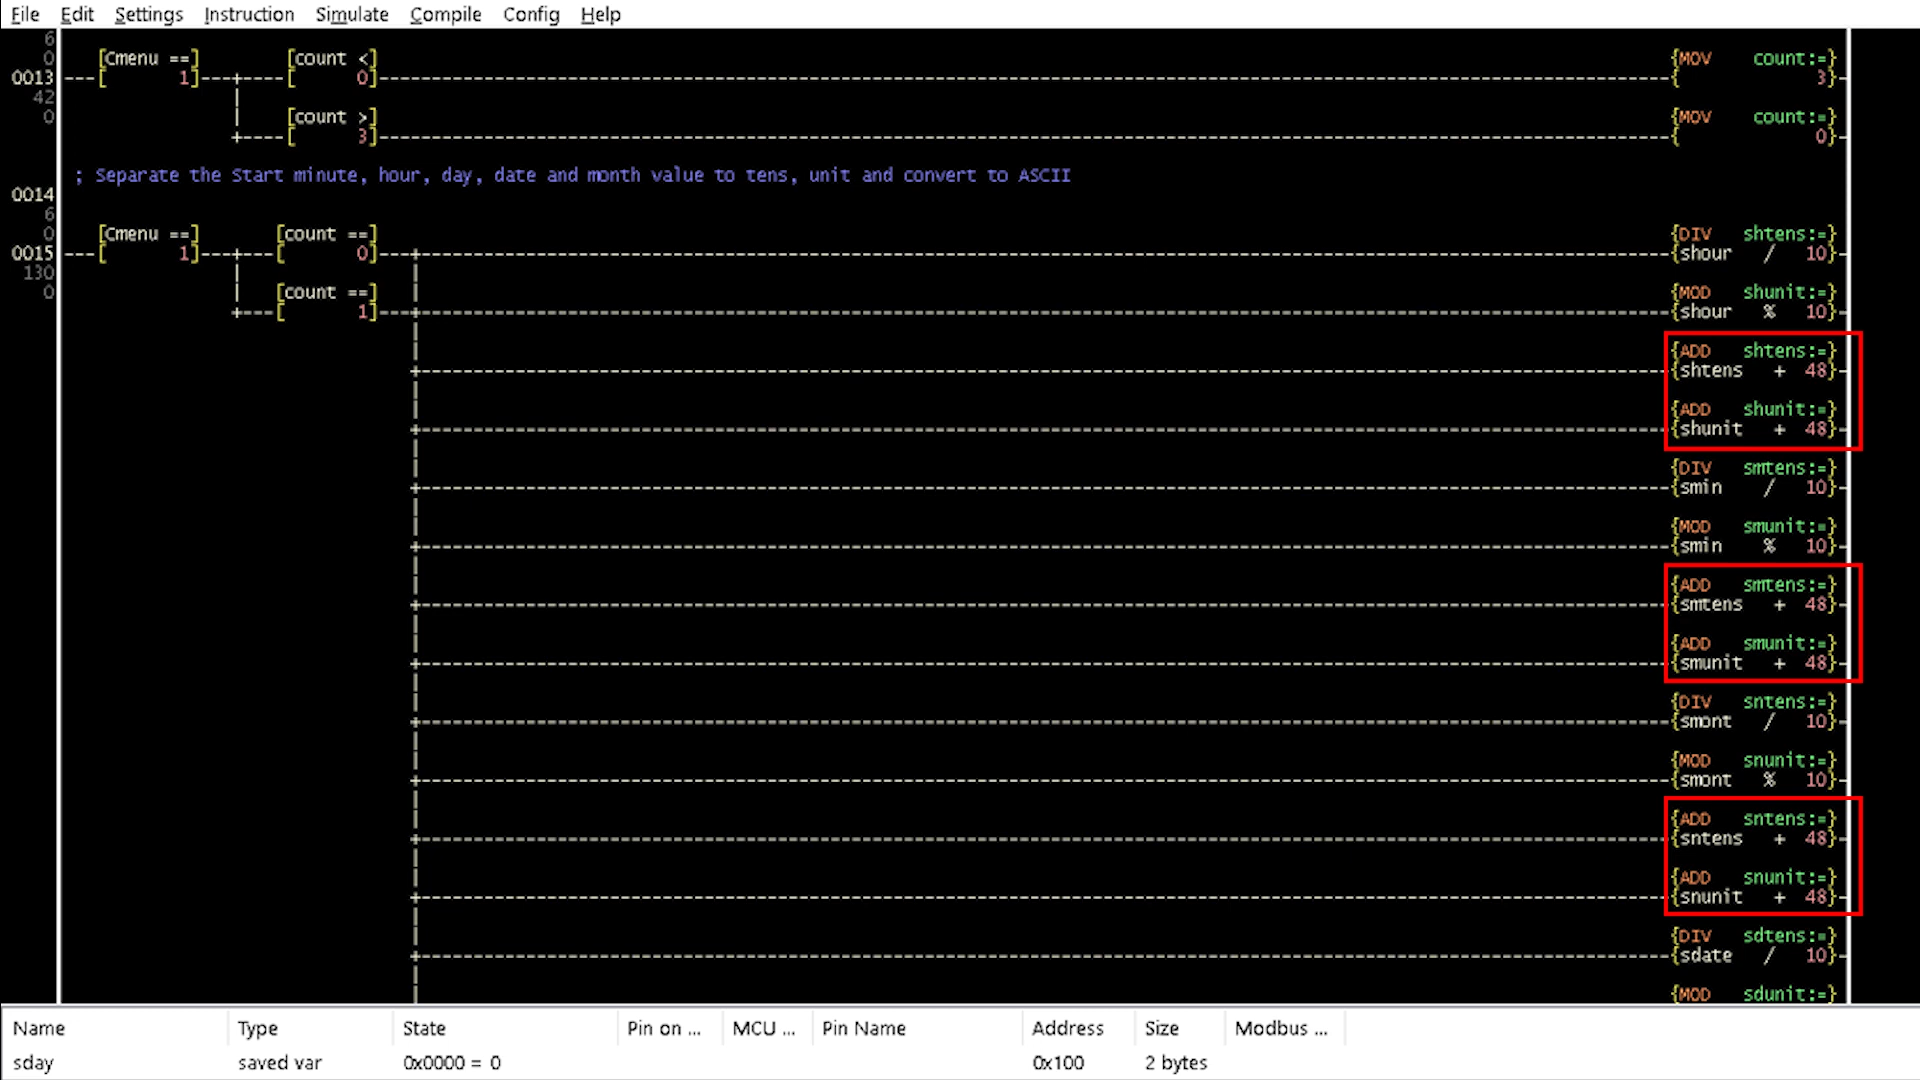 File Edit Settings Instruction Simulate Compile Config Help
6
0 [Cmenu ==] [count <] {MOV count:=}
0013 [ 1] [ 0] { 3}
42
0 [count >] {MOV count:=}
[ 3] { 0}
; Separate the Start minute, hour, day, date and month value to tens, unit and convert to ASCII
0014
6
0 [Cmenu ==] [count ==] {DIV shtens:=}
0015 [ 1] [ 0] {shour / 10}
130
0 [count ==] {MOD shunit:=}
[ 1] {shour % 10}
{ADD shtens:=}
{shtens + 48}
{ADD shunit:=}
{shunit + 48}
{DIV smtens:=}
{smin / 10}
{MOD smunit:=}
{smin % 10}
{ADD smtens:=}
{smtens + 48}
{ADD smunit:=}
{smunit + 48}
{DIV sntens:=}
{smont / 10}
{MOD snunit:=}
{smont % 10}
{ADD sntens:=}
{sntens + 48}
{ADD snunit:=}
{snunit + 48}
{DIV sdtens:=}
{sdate / 10}
{MOD sdunit:=}
Name Type State Pin on ... MCU ... Pin Name Address Size Modbus ...
sday saved var 0x0000 = 0 0x100 2 bytes